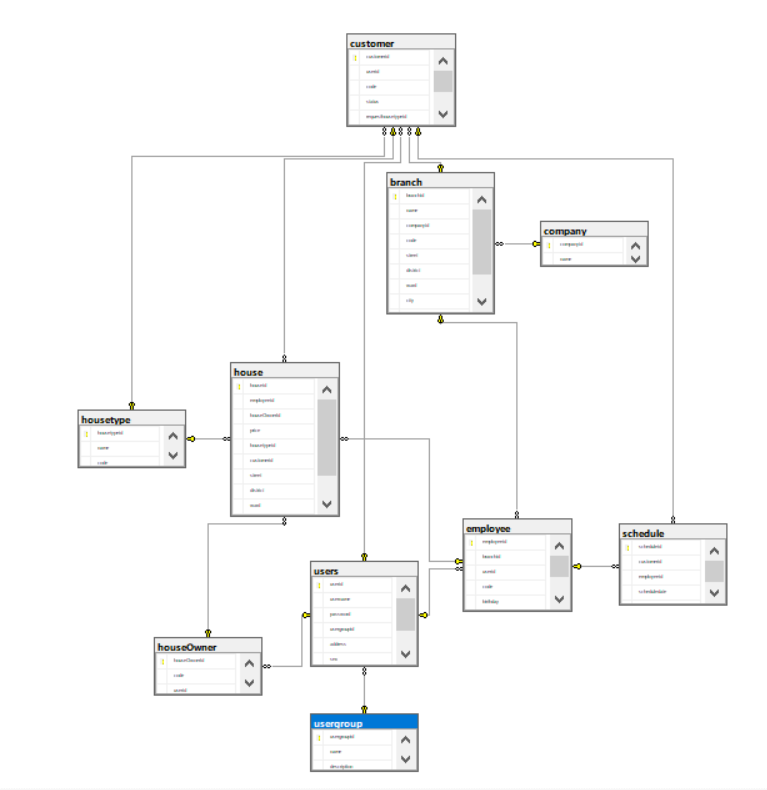 customer
customerid
userid
code
status
requesthousetypeid
branch
branchid
name
companyid
code
street
district
ward
city
company
companyid
name
house
houseid
employeeid
houseOwnerid
price
housetypeid
customerid
street
district
ward
housetype
housetypeid
name
code
employee
employeeid
branchid
userid
code
birthday
schedule
scheduleid
customerid
employeeid
scheduledate
users
userid
username
password
usergroupid
address
sex
houseOwner
houseOwnerid
code
userid
usergroup
usergroupid
name
description